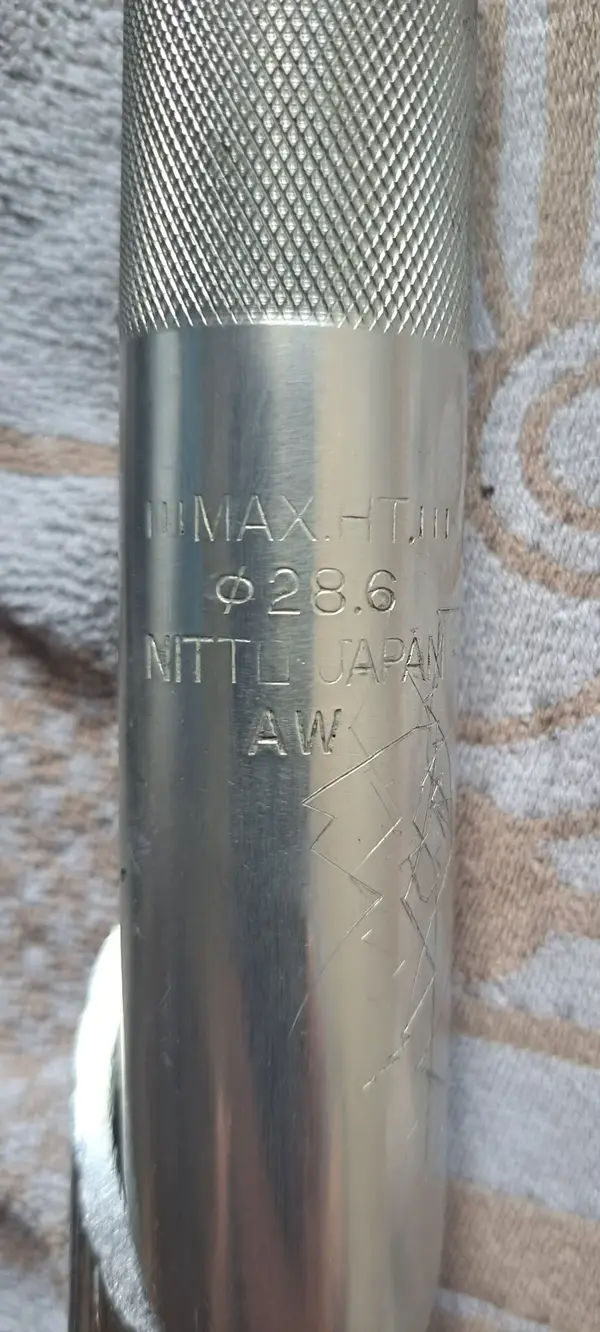 MAX.HT.
ϕ28.6
NITTO JAPAN
AW